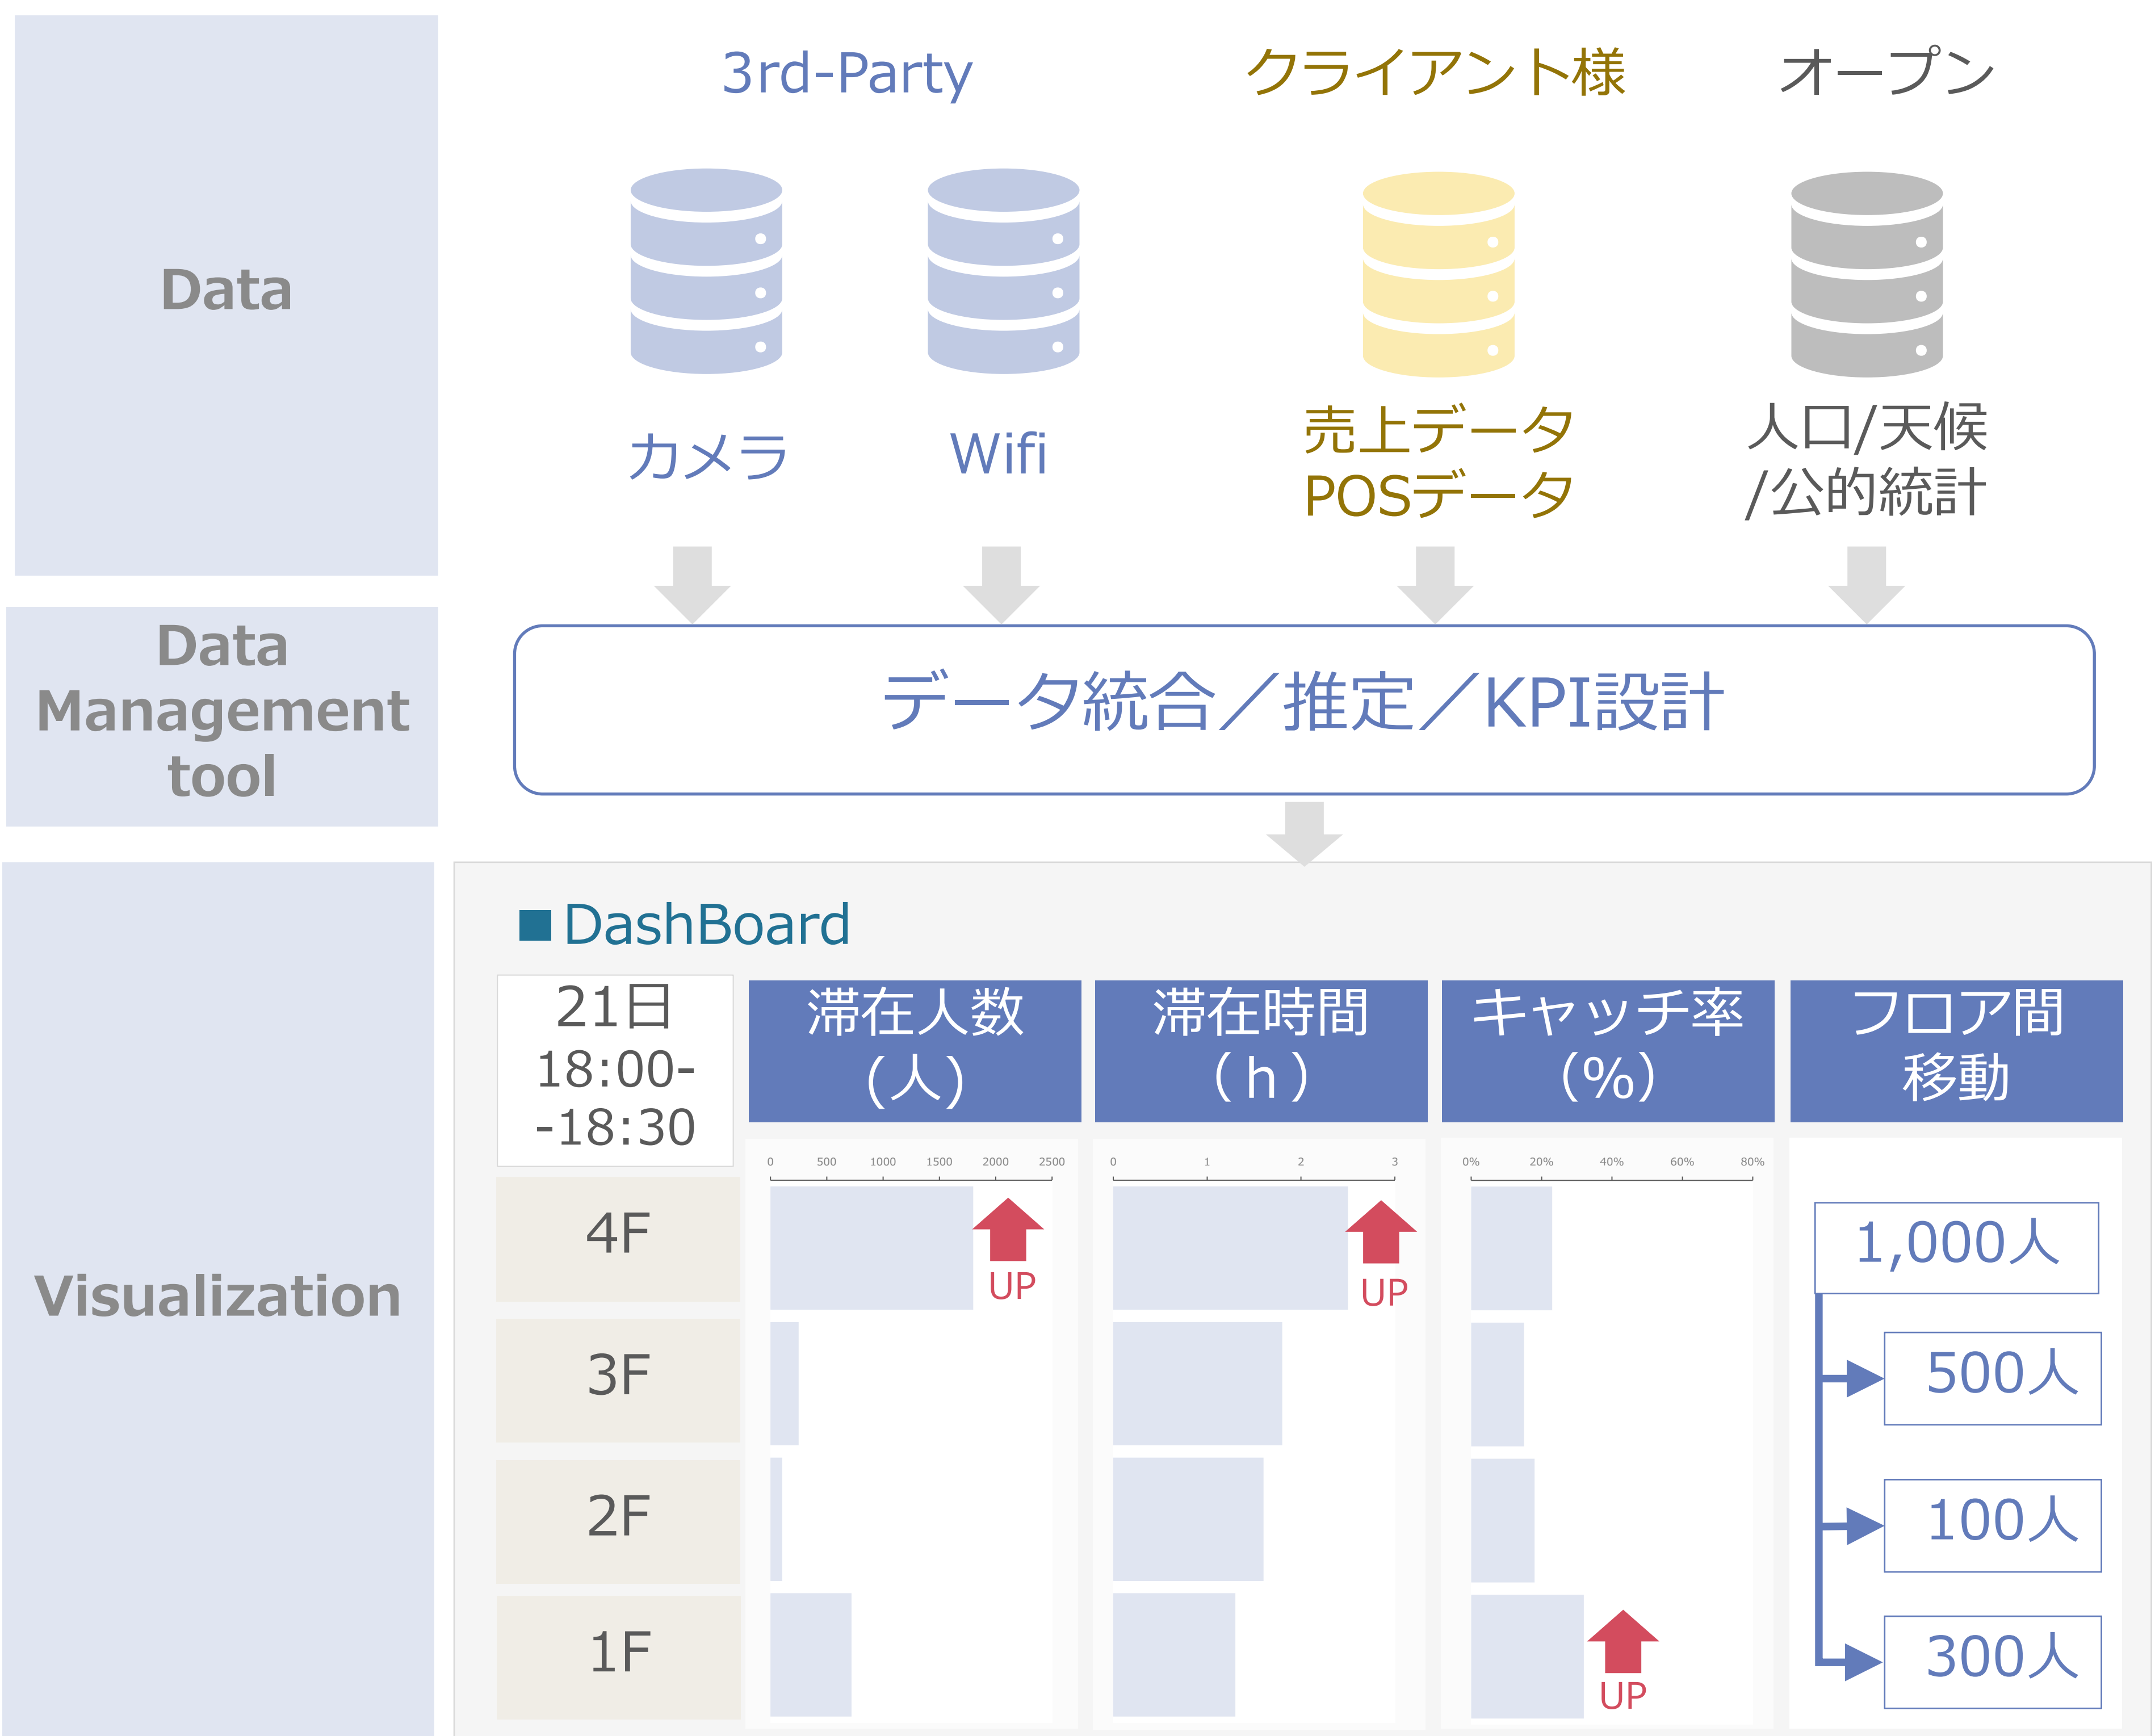 Data
3rd-Party
クライアント様
オープン
カメラ
Wifi
売上データ
POSデータ
人口/天候
/公的統計
Data
Management
tool
データ統合／推定／KPI設計
Visualization
■ DashBoard
21日
18:00-
-18:30
滞在人数
(人)
滞在時間
（ｈ）
キャッチ率
(％)
フロア間
移動
0 500 1000 1500 2000 2500
0 1 2 3
0% 20% 40% 60% 80%
4F
UP
UP
1,000人
3F
500人
2F
100人
1F
UP
300人